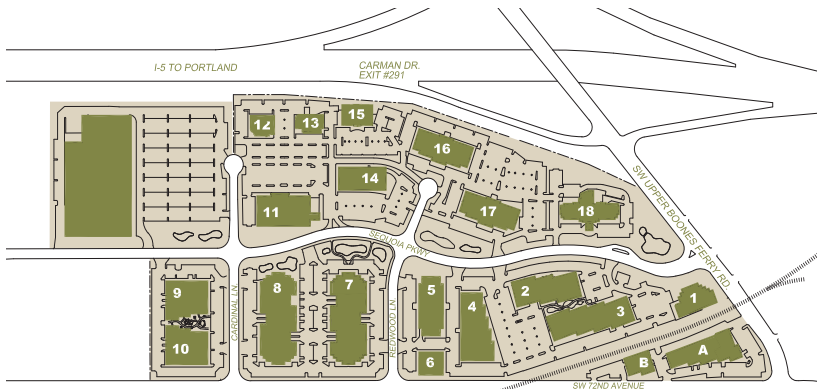 I-5 TO PORTLAND
CARMAN DR.
EXIT #291
12
13
15
16
14
11
17
18
SW UPPER BOONES FERRY RD
SEQUOIA PKWY
9
10
CARDINAL LN.
8
7
REDWOOD LN.
5
6
4
2
3
1
A
B
SW 72ND AVENUE